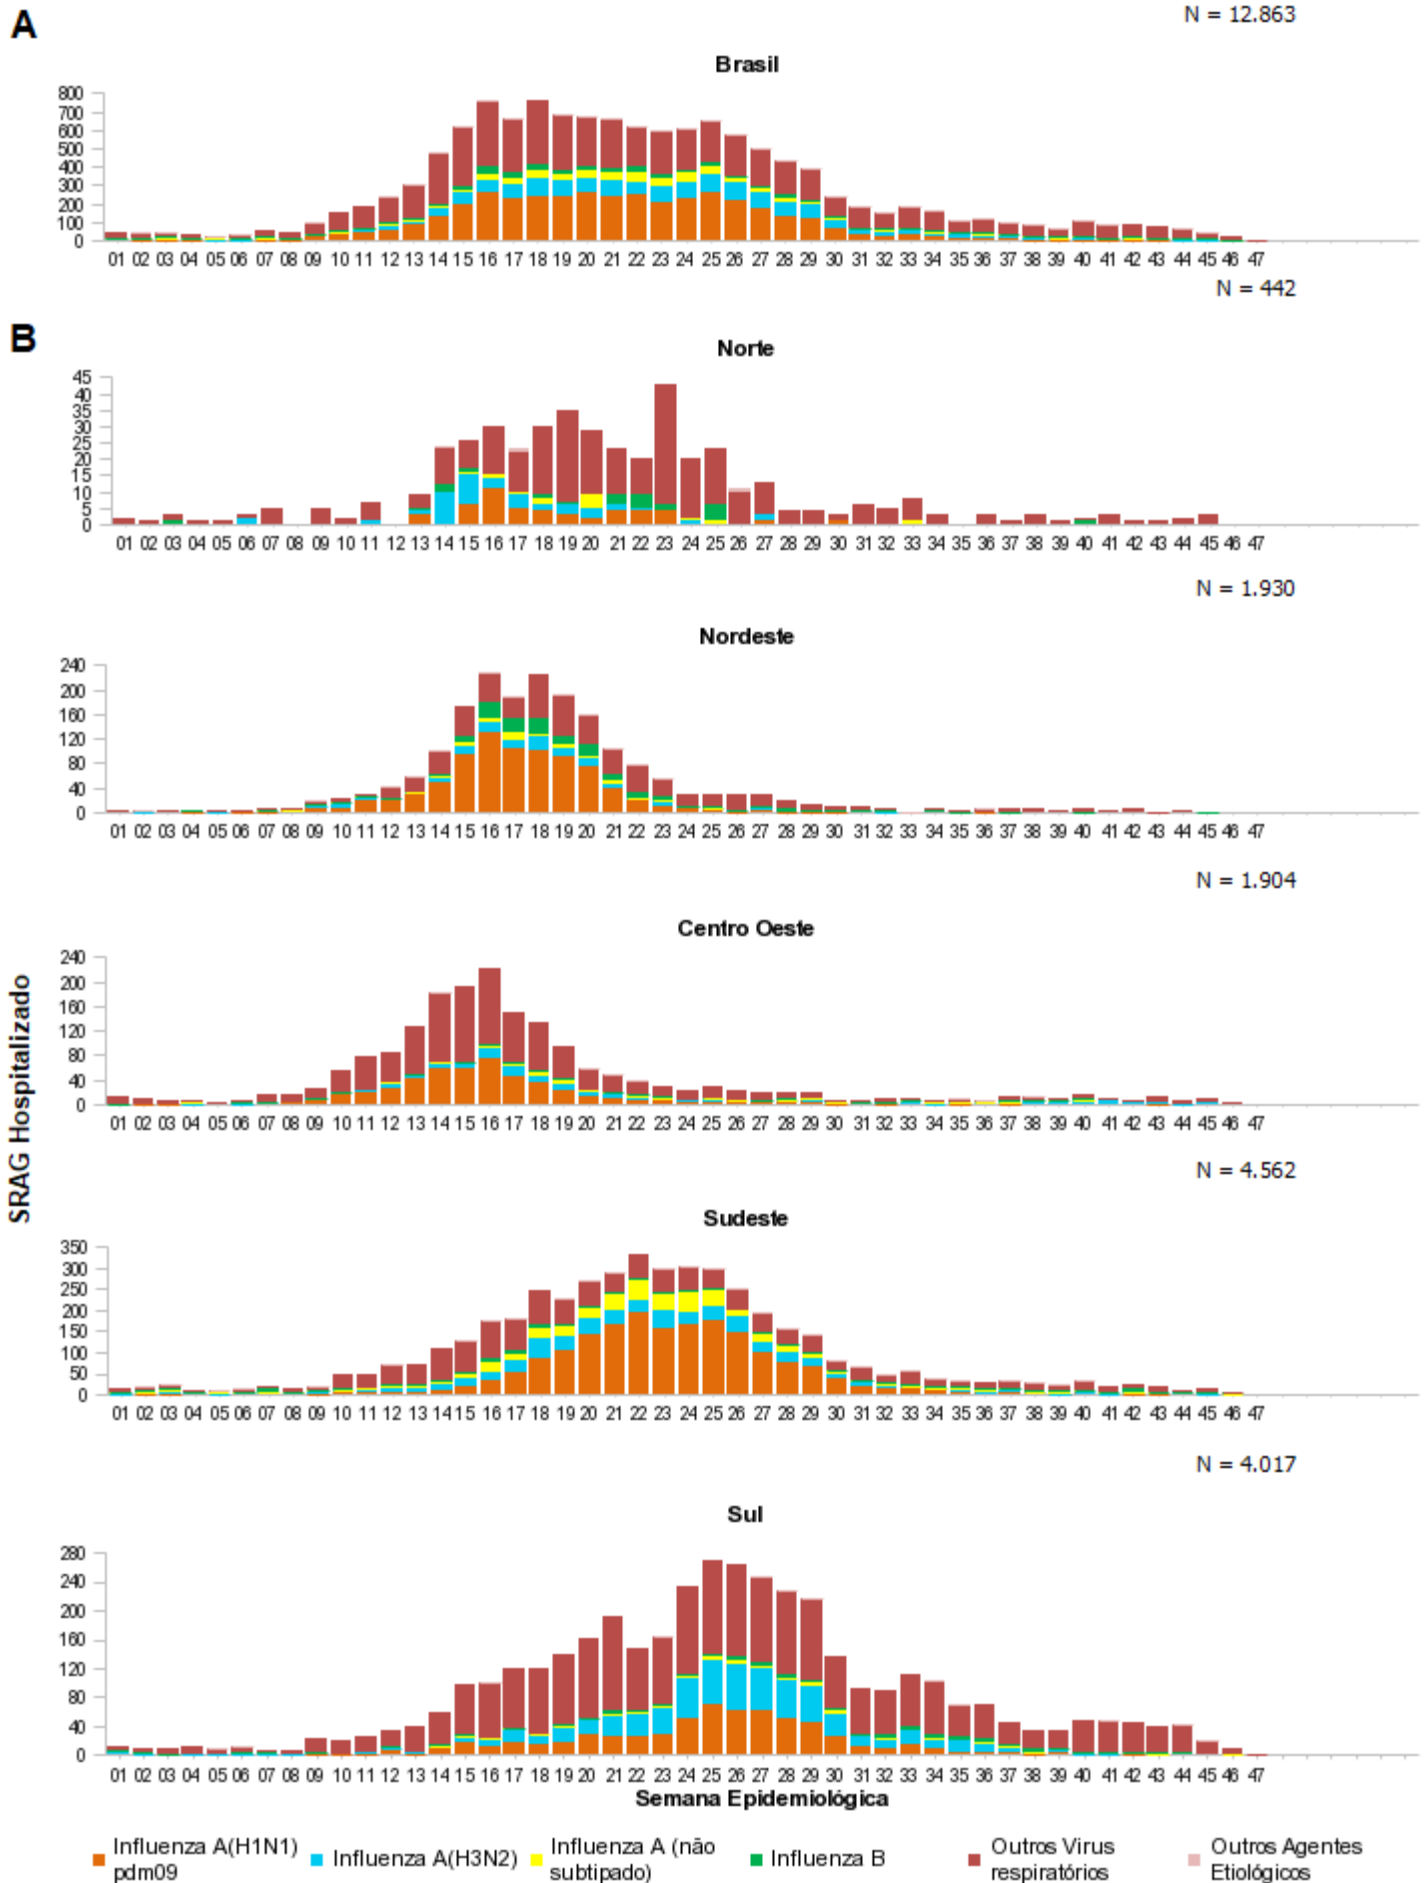 A
N = 12.863
Brasil
800
700
600
500
400
300
200
100
0
01 02 03 04 05 06 07 08 09 10 11 12 13 14 15 16 17 18 19 20 21 22 23 24 25 26 27 28 29 30 31 32 33 34 35 36 37 38 39 40 41 42 43 44 45 46 47
N = 442
B
Norte
45
40
35
30
25
20
15
10
5
0
01 02 03 04 05 06 07 08 09 10 11 12 13 14 15 16 17 18 19 20 21 22 23 24 25 26 27 28 29 30 31 32 33 34 35 36 37 38 39 40 41 42 43 44 45 46 47
N = 1.930
Nordeste
240
200
160
120
80
40
0
01 02 03 04 05 06 07 08 09 10 11 12 13 14 15 16 17 18 19 20 21 22 23 24 25 26 27 28 29 30 31 32 33 34 35 36 37 38 39 40 41 42 43 44 45 46 47
N = 1.904
Centro Oeste
240
200
160
120
80
40
0
01 02 03 04 05 06 07 08 09 10 11 12 13 14 15 16 17 18 19 20 21 22 23 24 25 26 27 28 29 30 31 32 33 34 35 36 37 38 39 40 41 42 43 44 45 46 47
SRAG Hospitalizado
N = 4.562
Sudeste
350
300
250
200
150
100
50
0
01 02 03 04 05 06 07 08 09 10 11 12 13 14 15 16 17 18 19 20 21 22 23 24 25 26 27 28 29 30 31 32 33 34 35 36 37 38 39 40 41 42 43 44 45 46 47
N = 4.017
Sul
280
240
200
160
120
80
40
0
01 02 03 04 05 06 07 08 09 10 11 12 13 14 15 16 17 18 19 20 21 22 23 24 25 26 27 28 29 30 31 32 33 34 35 36 37 38 39 40 41 42 43 44 45 46 47
Semana Epidemiológica
Influenza A(H1N1)
pdm09
Influenza A(H3N2)
Influenza A (não
subtipado)
Influenza B
Outros Virus
respiratórios
Outros Agentes
Etiológicos